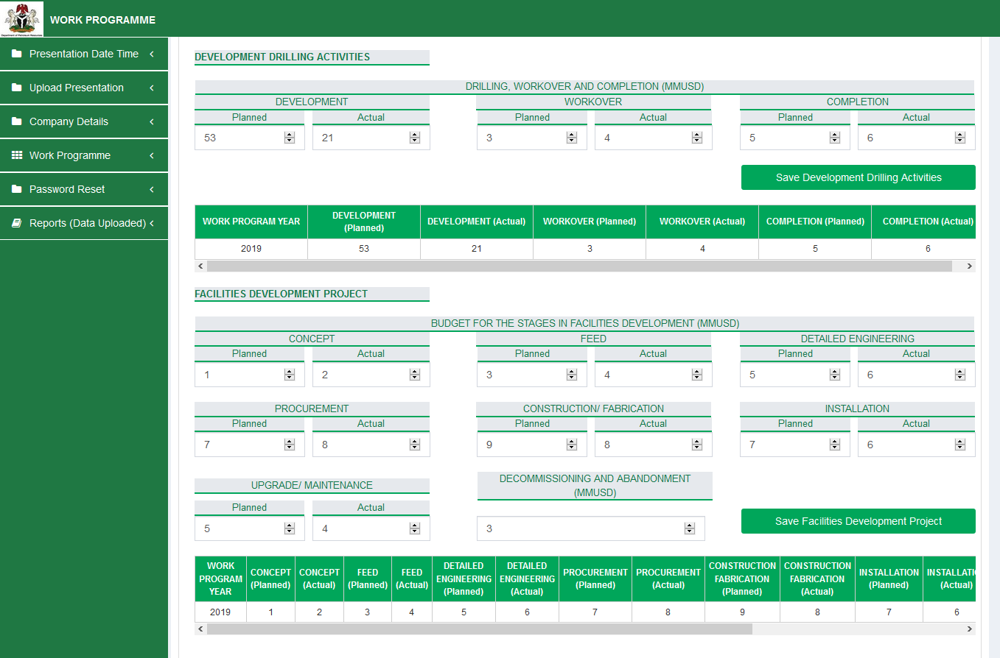 Department of Petroleum Resources
WORK PROGRAMME
Presentation Date Time
Upload Presentation
Company Details
Work Programme
Password Reset
Reports (Data Uploaded)
DEVELOPMENT DRILLING ACTIVITIES
DRILLING, WORKOVER AND COMPLETION (MMUSD)
DEVELOPMENT WORKOVER COMPLETION
Planned Actual Planned Actual Planned Actual
53 21 3 4 5 6
Save Development Drilling Activities
WORK PROGRAM YEAR DEVELOPMENT (Planned) DEVELOPMENT (Actual) WORKOVER (Planned) WORKOVER (Actual) COMPLETION (Planned) COMPLETION (Actual)
2019 53 21 3 4 5 6
FACILITIES DEVELOPMENT PROJECT
BUDGET FOR THE STAGES IN FACILITIES DEVELOPMENT (MMUSD)
CONCEPT FEED DETAILED ENGINEERING
Planned Actual Planned Actual Planned Actual
1 2 3 4 5 6
PROCUREMENT CONSTRUCTION/ FABRICATION INSTALLATION
Planned Actual Planned Actual Planned Actual
7 8 9 8 7 6
UPGRADE/ MAINTENANCE
Planned Actual
5 4
DECOMMISSIONING AND ABANDONMENT
(MMUSD)
3
Save Facilities Development Project
WORK PROGRAM YEAR CONCEPT (Planned) CONCEPT (Actual) FEED (Planned) FEED (Actual) DETAILED ENGINEERING (Planned) DETAILED ENGINEERING (Actual) PROCUREMENT (Planned) PROCUREMENT (Actual) CONSTRUCTION FABRICATION (Planned) CONSTRUCTION FABRICATION (Actual) INSTALLATION (Planned) INSTALLATI (Actual)
2019 1 2 3 4 5 6 7 8 9 8 7 6